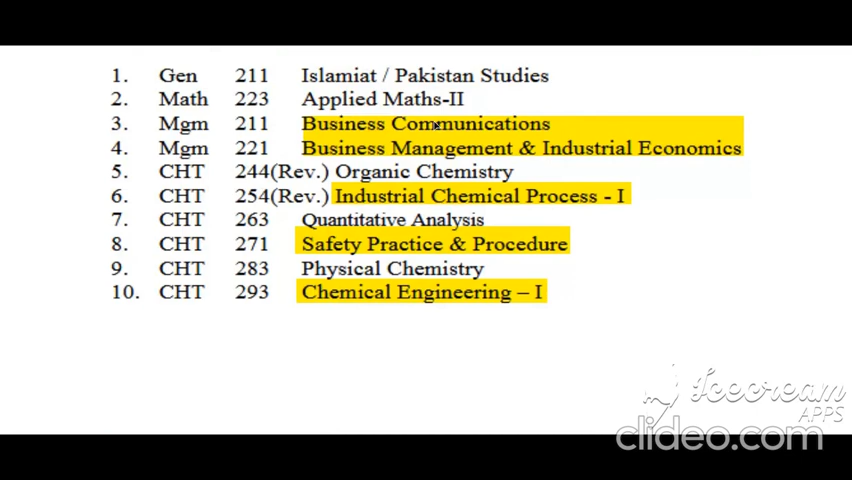 1. Gen 211 Islamiat / Pakistan Studies
2. Math 223 Applied Maths-II
3. Mgm 211 Business Communications
4. Mgm 221 Business Management & Industrial Economics
5. CHT 244(Rev.) Organic Chemistry
6. CHT 254(Rev.) Industrial Chemical Process - I
7. CHT 263 Quantitative Analysis
8. CHT 271 Safety Practice & Procedure
9. CHT 283 Physical Chemistry
10. CHT 293 Chemical Engineering – I
Icecream
APPS
clideo.com